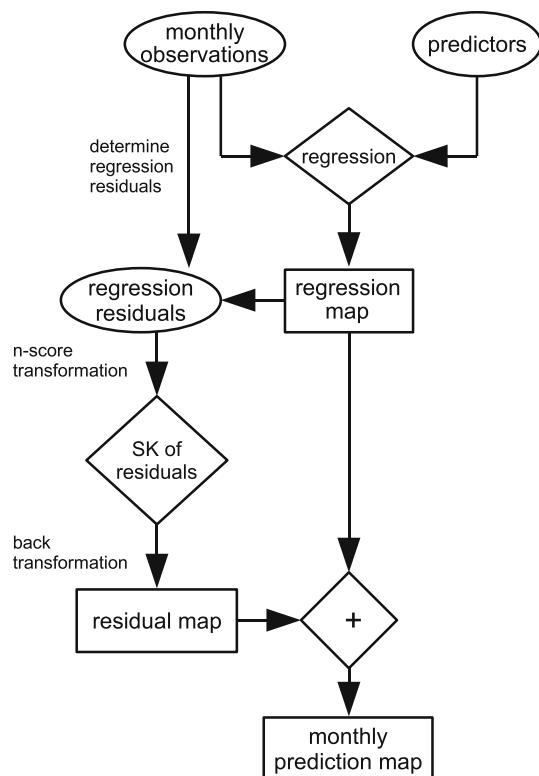 monthly
observations
predictors
determine
regression
residuals
regression
regression
residuals
regression
map
n-score
transformation
SK of
residuals
back
transformation
residual map
+
monthly
prediction map